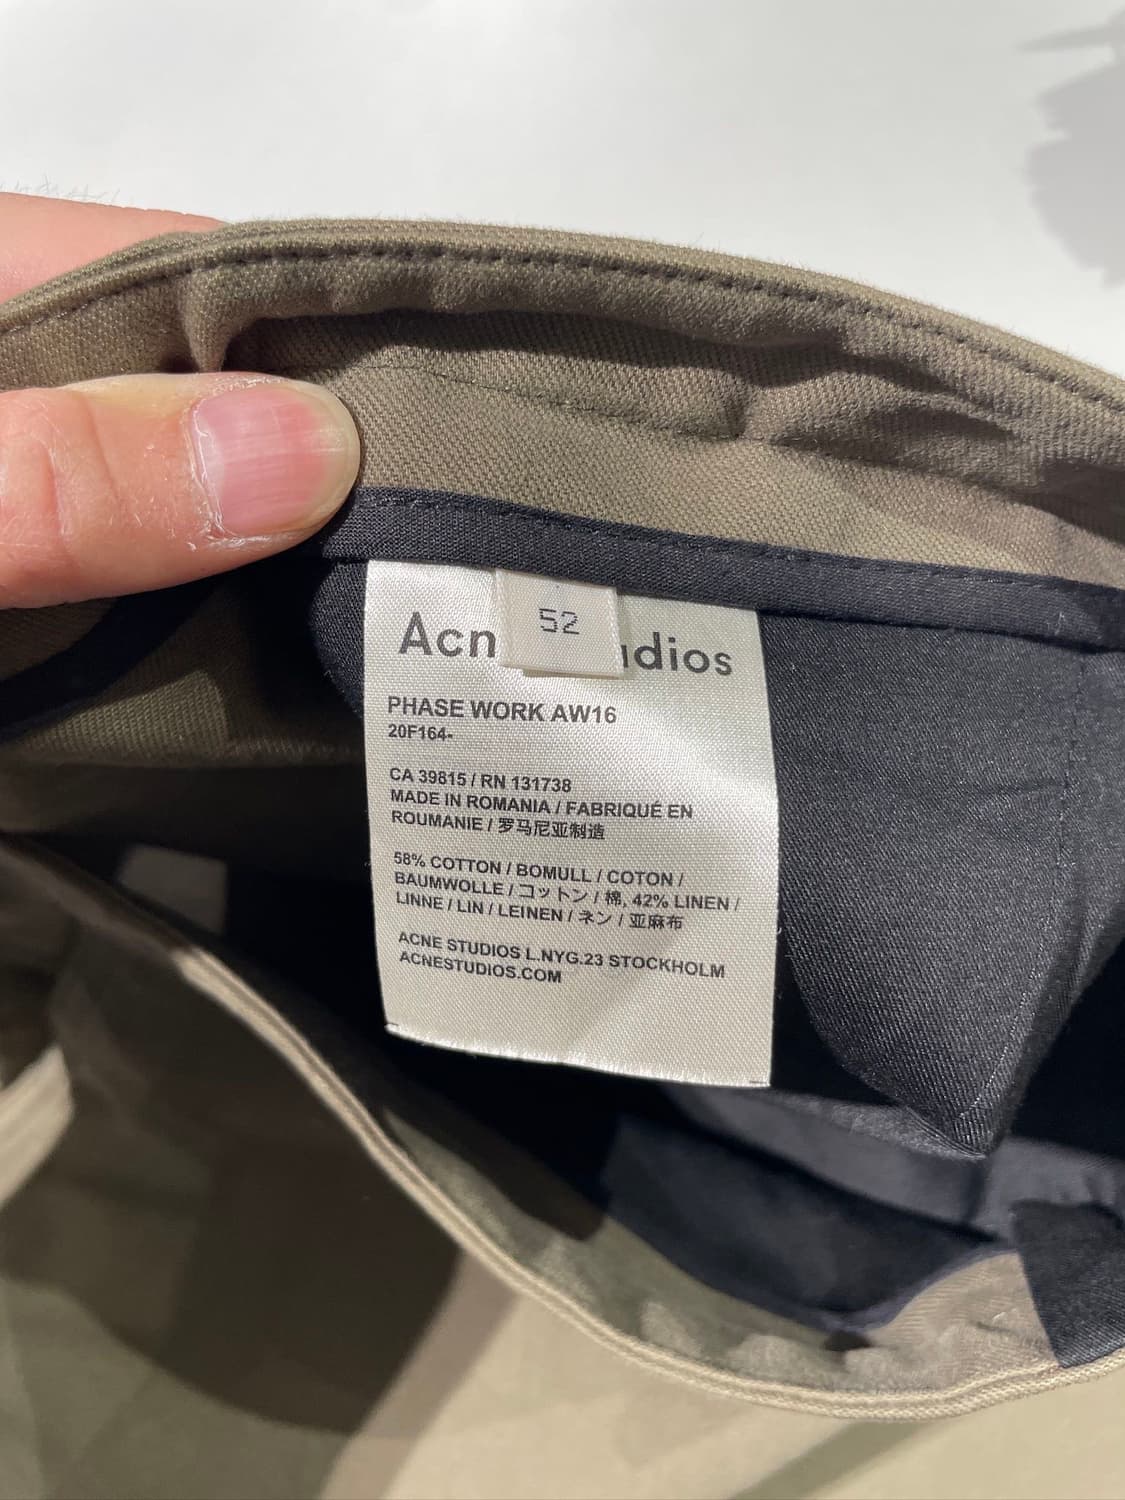 52
Acn udios
PHASE WORK AW16
20F164-
CA 39815 / RN 131738
MADE IN ROMANIA / FABRIQUÉ EN
ROUMANIE / 罗马尼亚制造
58% COTTON / BOMULL / COTON /
BAUMWOLLE / コットン / 棉, 42% LINEN /
LINNE / LIN / LEINEN / ネン / 亚麻布
ACNE STUDIOS L.NYG.23 STOCKHOLM
ACNESTUDIOS.COM